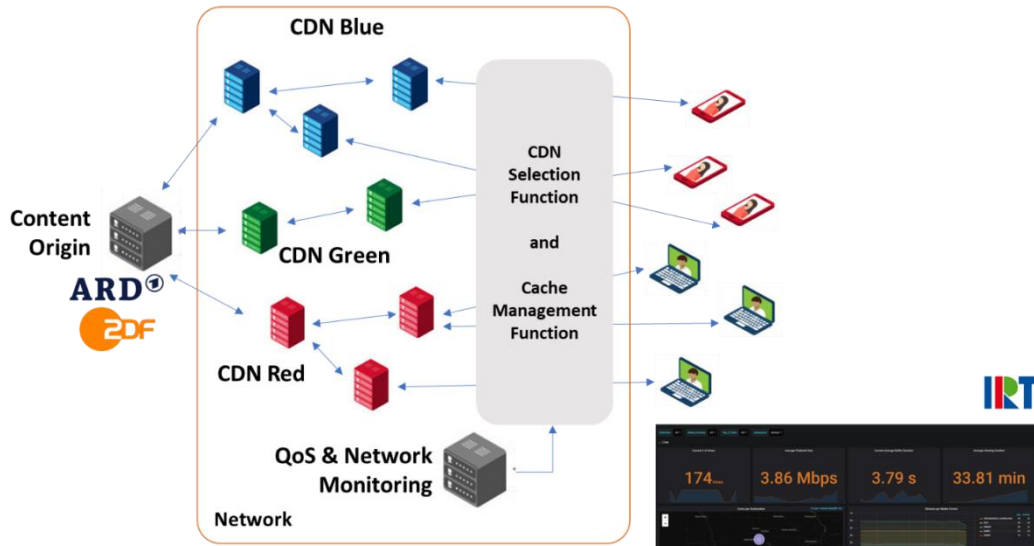 CDN Blue
CDN
Selection
Function
and
Cache
Management
Function
Content
Origin
ARD
2DF
CDN Green
CDN Red
QoS & Network
Monitoring
Network
IRT
174
3.86 Mbps
3.79 s
33.81 min